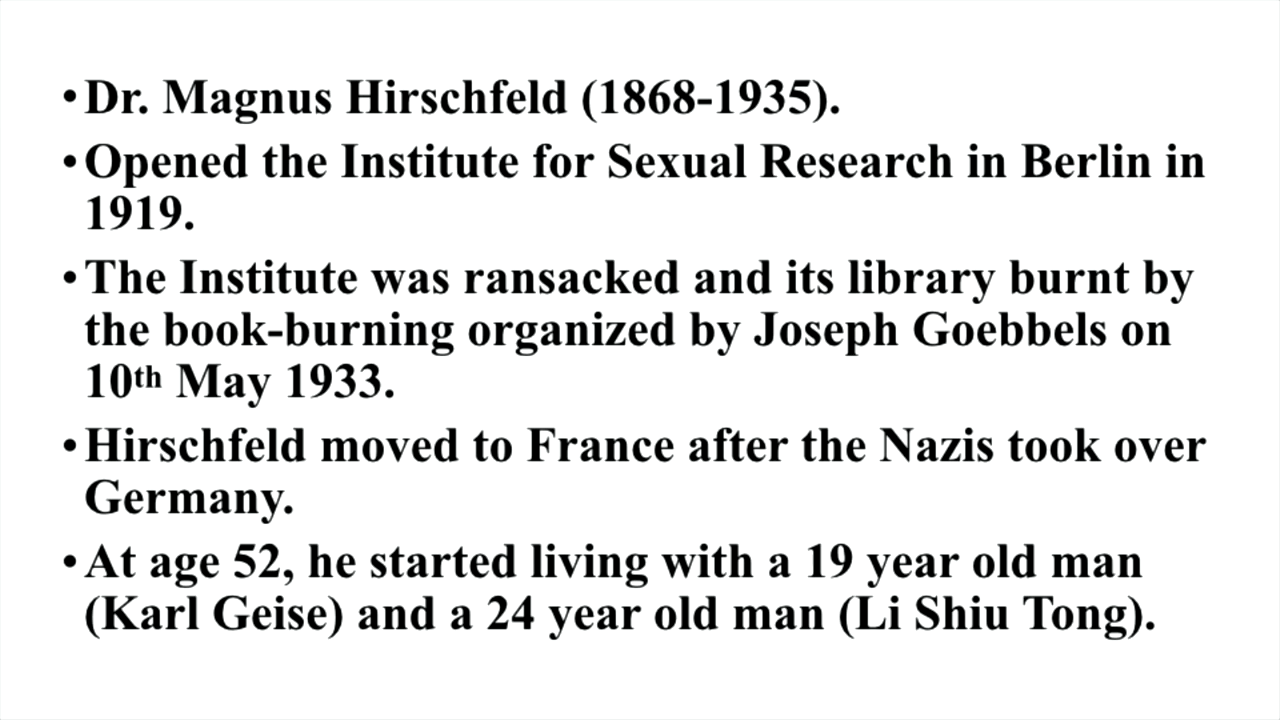 •Dr. Magnus Hirschfeld (1868-1935).
•Opened the Institute for Sexual Research in Berlin in
1919.
•The Institute was ransacked and its library burnt by
the book-burning organized by Joseph Goebbels on
10th May 1933.
•Hirschfeld moved to France after the Nazis took over
Germany.
•At age 52, he started living with a 19 year old man
(Karl Geise) and a 24 year old man (Li Shiu Tong).